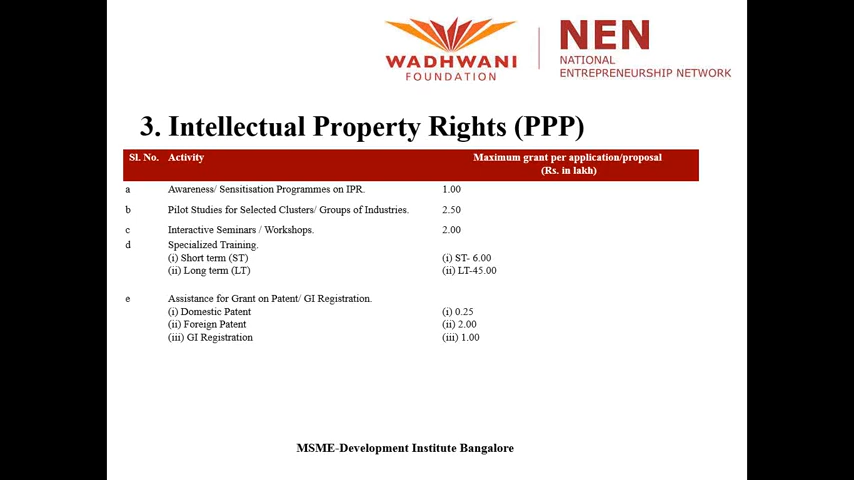 WADHWANI
FOUNDATION
NEN
NATIONAL
ENTREPRENEURSHIP NETWORK
3. Intellectual Property Rights (PPP)
Sl. No. Activity Maximum grant per application/proposal
(Rs. in lakh)
a Awareness/ Sensitisation Programmes on IPR. 1.00
b Pilot Studies for Selected Clusters/ Groups of Industries. 2.50
c Interactive Seminars / Workshops. 2.00
d Specialized Training.
(i) Short term (ST) (i) ST- 6.00
(ii) Long term (LT) (ii) LT-45.00
e Assistance for Grant on Patent/ GI Registration.
(i) Domestic Patent (i) 0.25
(ii) Foreign Patent (ii) 2.00
(iii) GI Registration (iii) 1.00
MSME-Development Institute Bangalore